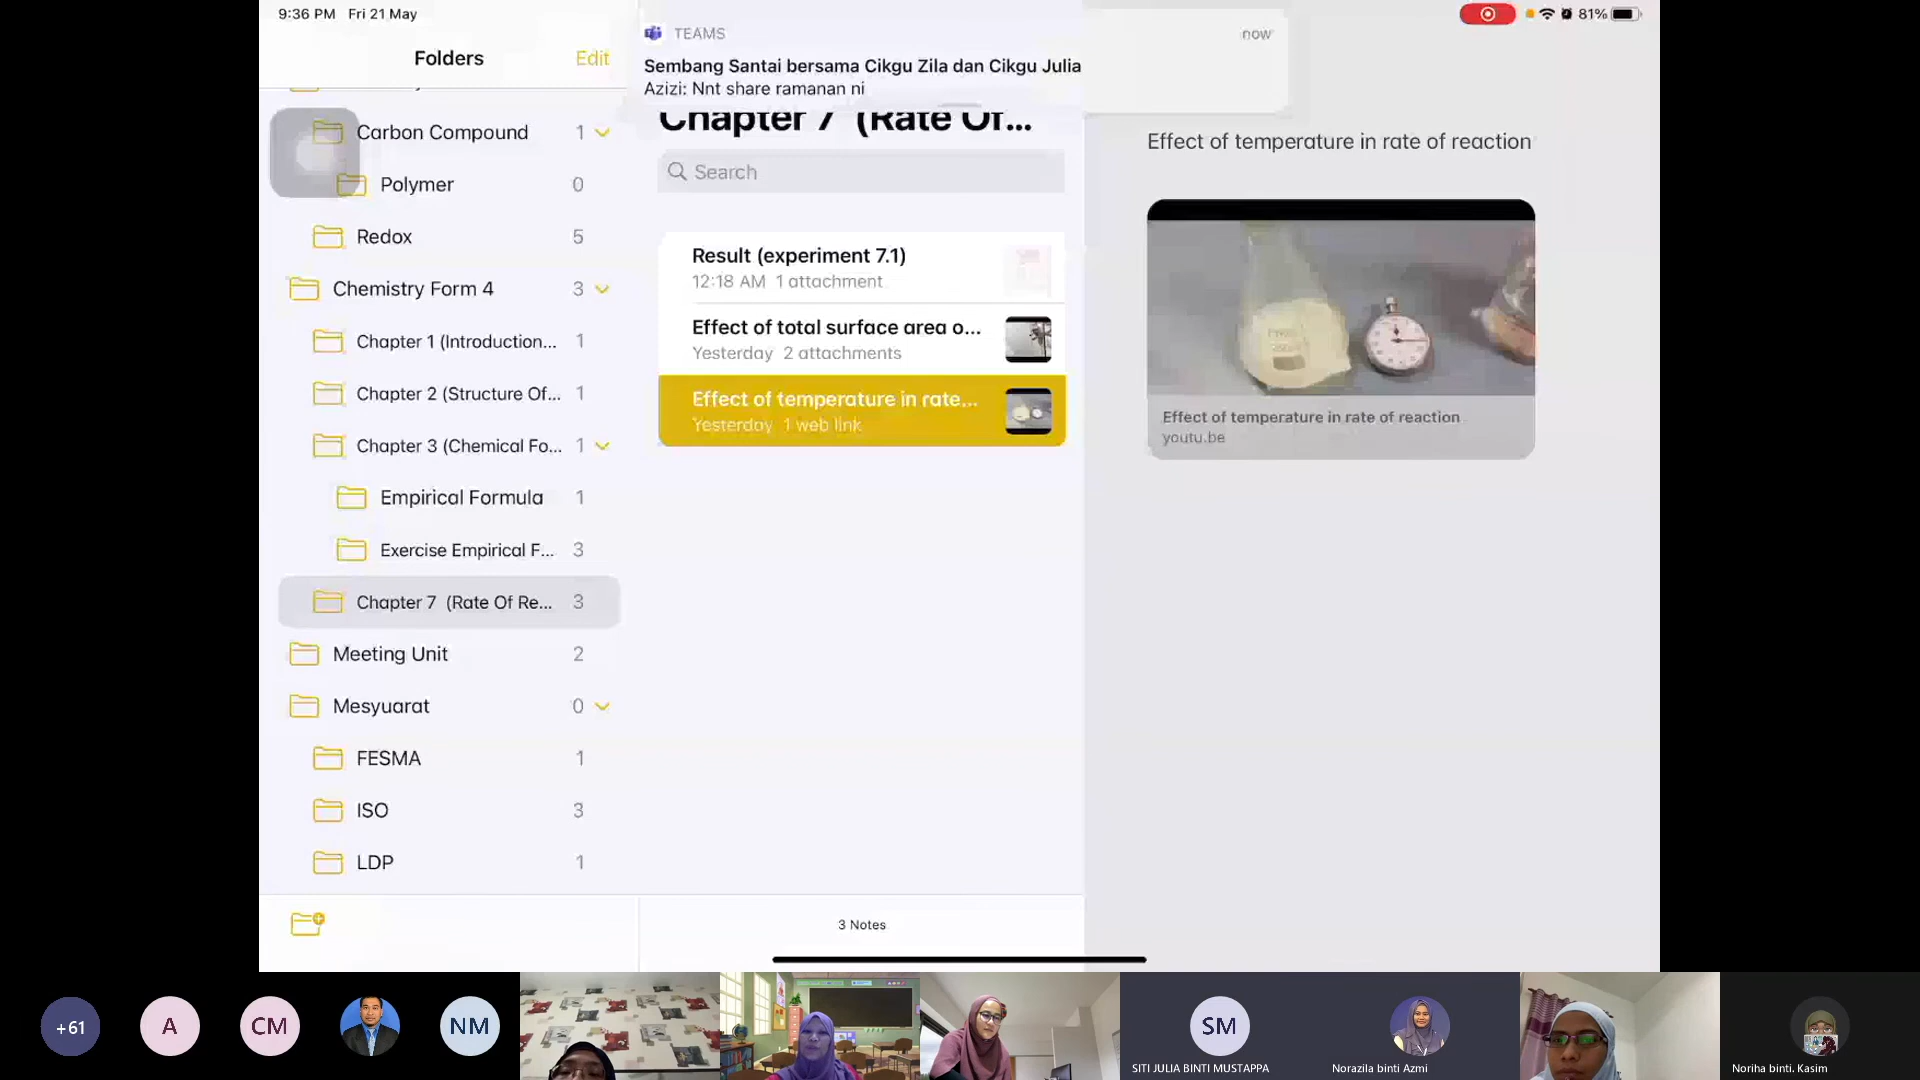 9:36 PM Fri 21 May
81%
Folders
Edit
Carbon Compound 1
Polymer 0
Redox 5
Chemistry Form 4 3
Chapter 1 (Introduction... 1
Chapter 2 (Structure Of... 1
Chapter 3 (Chemical Fo... 1
Empirical Formula 1
Exercise Empirical F... 3
Chapter 7 (Rate Of Re... 3
Meeting Unit 2
Mesyuarat 0
FESMA 1
ISO 3
LDP 1
TEAMS
now
Sembang Santai bersama Cikgu Zila dan Cikgu Julia
Azizi: Nnt share ramanan ni
Chapter 7 (Rate Of...
Search
Result (experiment 7.1)
12:18 AM 1 attachment
Effect of total surface area o...
Yesterday 2 attachments
Effect of temperature in rate...
Yesterday 1 web link
3 Notes
Effect of temperature in rate of reaction
Effect of temperature in rate of reaction
youtu.be
+61
A
CM
NM
SM
SITI JULIA BINTI MUSTAPPA
Norazila binti Azmi
Noriha binti. Kasim